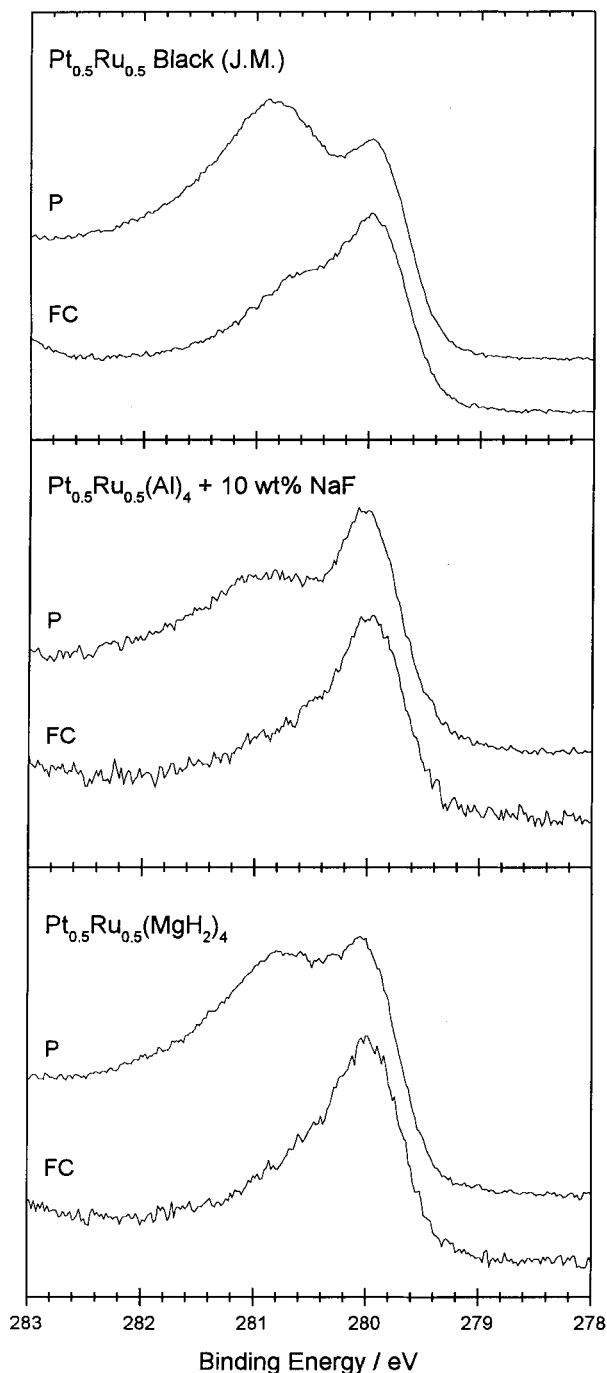 Pt0.5Ru0.5 Black (J.M.)
P
FC
Pt0.5Ru0.5(Al)4 + 10 wt% NaF
P
FC
Pt0.5Ru0.5(MgH2)4
P
FC
283 282 281 280 279 278
Binding Energy / eV